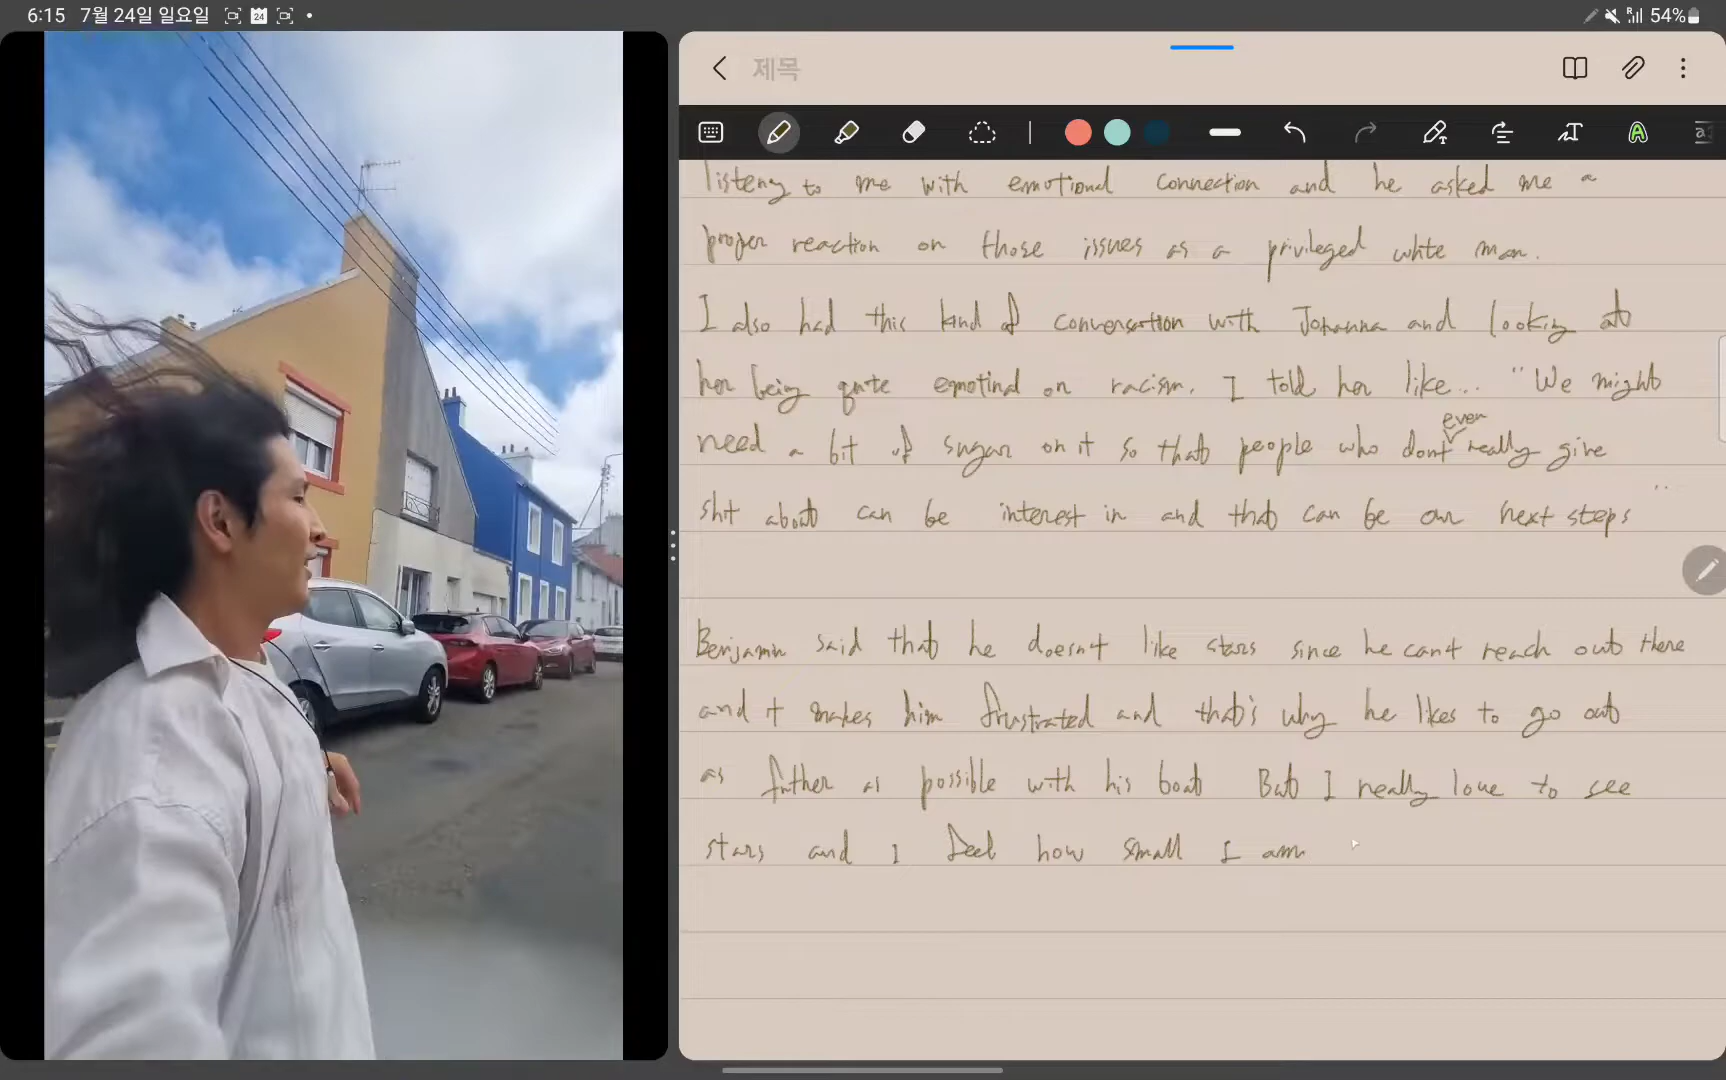 6:15 7월 24일 일요일 24 54%
제목
listeng to me with emotional connection and he asked me a
proper reaction on those issues as a privileged white man.
I also had this kind of conversation with Johanna and looking at
her being quite emotinal on racism. I told her like... "We might
even
need a bit of sugar on it so that people who dont really give
shit about can be interest in and that can be our next steps"
Benjamin said that he doesn't like stars since he can't reach out there
and it makes him frustrated and that's why he likes to go out
as futher as possible with his boat But I really love to see
stars and I feel how small I am